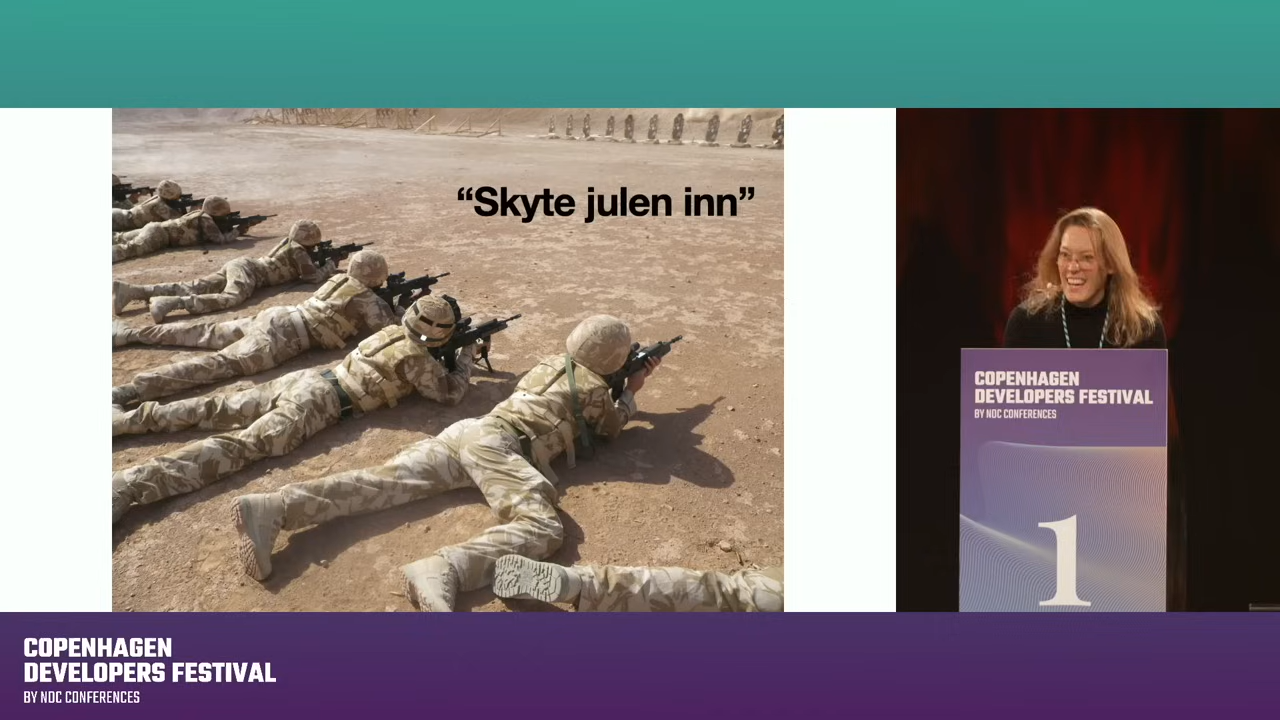 “Skyte julen inn”
COPENHAGEN
DEVELOPERS FESTIVAL
BY NDC CONFERENCES
1
COPENHAGEN
DEVELOPERS FESTIVAL
BY NDC CONFERENCES